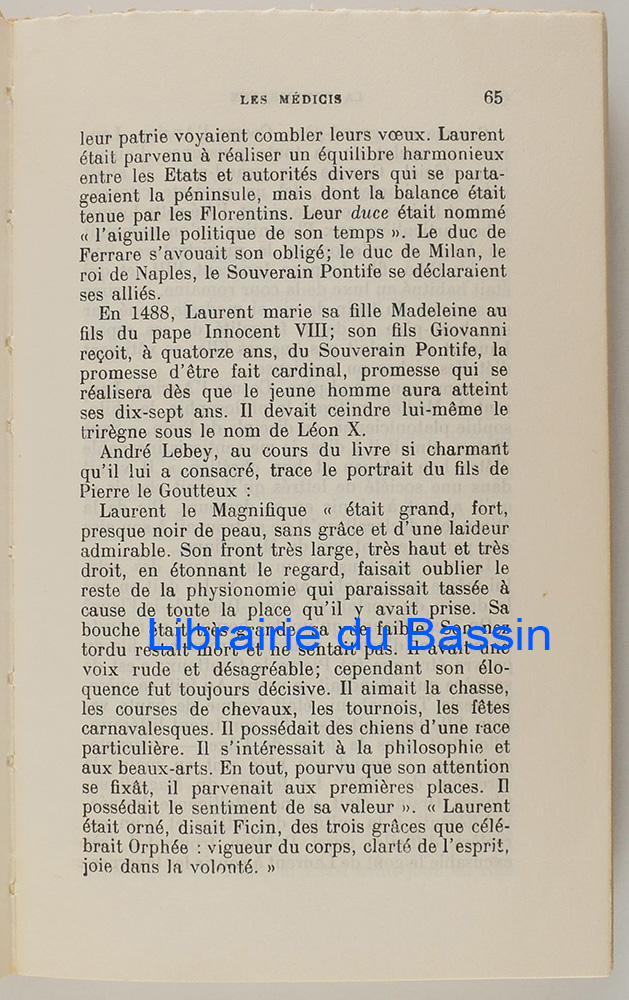 LES MÉDICIS 65
leur patrie voyaient combler leurs vœux. Laurent
était parvenu à réaliser un équilibre harmonieux
entre les Etats et autorités divers qui se parta-
geaient la péninsule, mais dont la balance était
tenue par les Florentins. Leur duce était nommé
« l'aiguille politique de son temps ». Le duc de
Ferrare s'avouait son obligé; le duc de Milan, le
roi de Naples, le Souverain Pontife se déclaraient
ses alliés.
En 1488, Laurent marie sa fille Madeleine au
fils du pape Innocent VIII; son fils Giovanni
reçoit, à quatorze ans, du Souverain Pontife, la
promesse d'être fait cardinal, promesse qui se
réalisera dès que le jeune homme aura atteint
ses dix-sept ans. Il devait ceindre lui-même le
trirègne sous le nom de Léon X.
André Lebey, au cours du livre si charmant
qu'il lui a consacré, trace le portrait du fils de
Pierre le Goutteux :
Laurent le Magnifique « était grand, fort,
presque noir de peau, sans grâce et d'une laideur
admirable. Son front très large, très haut et très
droit, en étonnant le regard, faisait oublier le
reste de la physionomie qui paraissait tassée à
cause de toute la place qu'il y avait prise. Sa
bouche était très grande, sa vue faible. Son nez
Librairie du Bassin
tordu restait mort et ne sentait pas. Il avait une
voix rude et désagréable; cependant son élo-
quence fut toujours décisive. Il aimait la chasse,
les courses de chevaux, les tournois, les fêtes
carnavalesques. Il possédait des chiens d'une race
particulière. Il s'intéressait à la philosophie et
aux beaux-arts. En tout, pourvu que son attention
se fixât, il parvenait aux premières places. Il
possédait le sentiment de sa valeur ». « Laurent
était orné, disait Ficin, des trois grâces que célé-
brait Orphée : vigueur du corps, clarté de l'esprit,
joie dans la volonté. »